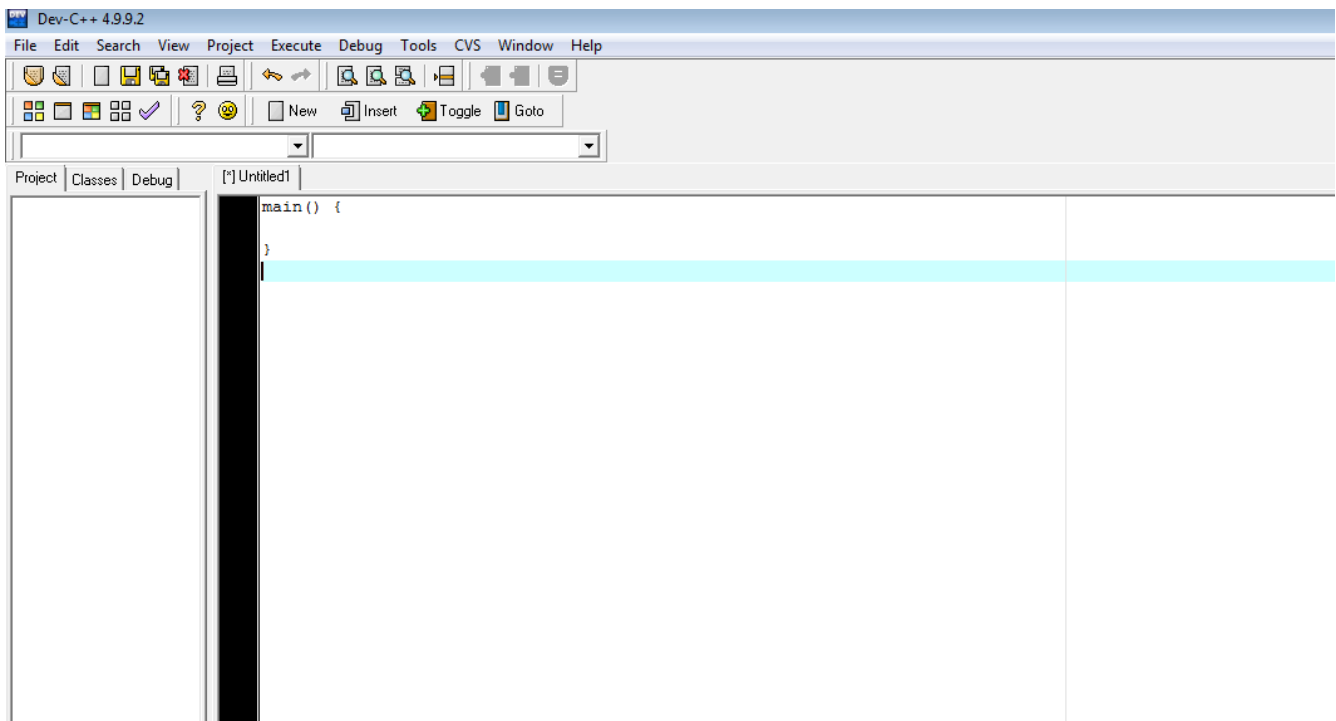 Dev-C++ 4.9.9.2
File Edit Search View Project Execute Debug Tools CVS Window Help
New Insert Toggle Goto
Project Classes Debug [*] Untitled1
main() {
}